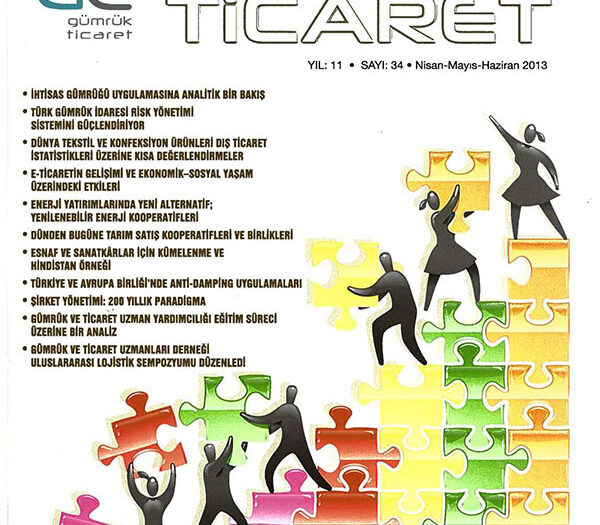 gümrük
ticaret
TİCARET
YIL: 11 • SAYI: 34 • Nisan-Mayıs-Haziran 2013
• İHTİSAS GÜMRÜĞÜ UYGULAMASINA ANALİTİK BİR BAKIŞ
• TÜRK GÜMRÜK İDARESİ RİSK YÖNETİMİ
SİSTEMİNİ GÜÇLENDİRİYOR
• DÜNYA TEKSTİL VE KONFEKSİYON ÜRÜNLERİ DIŞ TİCARET
İSTATİSTİKLERİ ÜZERİNE KISA DEĞERLENDİRMELER
• E-TİCARETİN GELİŞİMİ VE EKONOMİK–SOSYAL YAŞAM
ÜZERİNDEKİ ETKİLERİ
• ENERJİ YATIRIMLARINDA YENİ ALTERNATİF;
YENİLENEBİLİR ENERJİ KOOPERATİFLERİ
• DÜNDEN BUGÜNE TARIM SATIŞ KOOPERATİFLERİ VE BİRLİKLERİ
• ESNAF VE SANATKÂRLAR İÇİN KÜMELENME VE
HİNDİSTAN ÖRNEĞİ
• TÜRKİYE VE AVRUPA BİRLİĞİ'NDE ANTİ-DAMPİNG UYGULAMALARI
• ŞİRKET YÖNETİMİ: 200 YILLIK PARADİGMA
• GÜMRÜK VE TİCARET UZMAN YARDIMCILIĞI EĞİTİM SÜRECİ
ÜZERİNE BİR ANALİZ
• GÜMRÜK VE TİCARET UZMANLARI DERNEĞİ
ULUSLARARASI LOJİSTİK SEMPOZYUMU DÜZENLEDİ